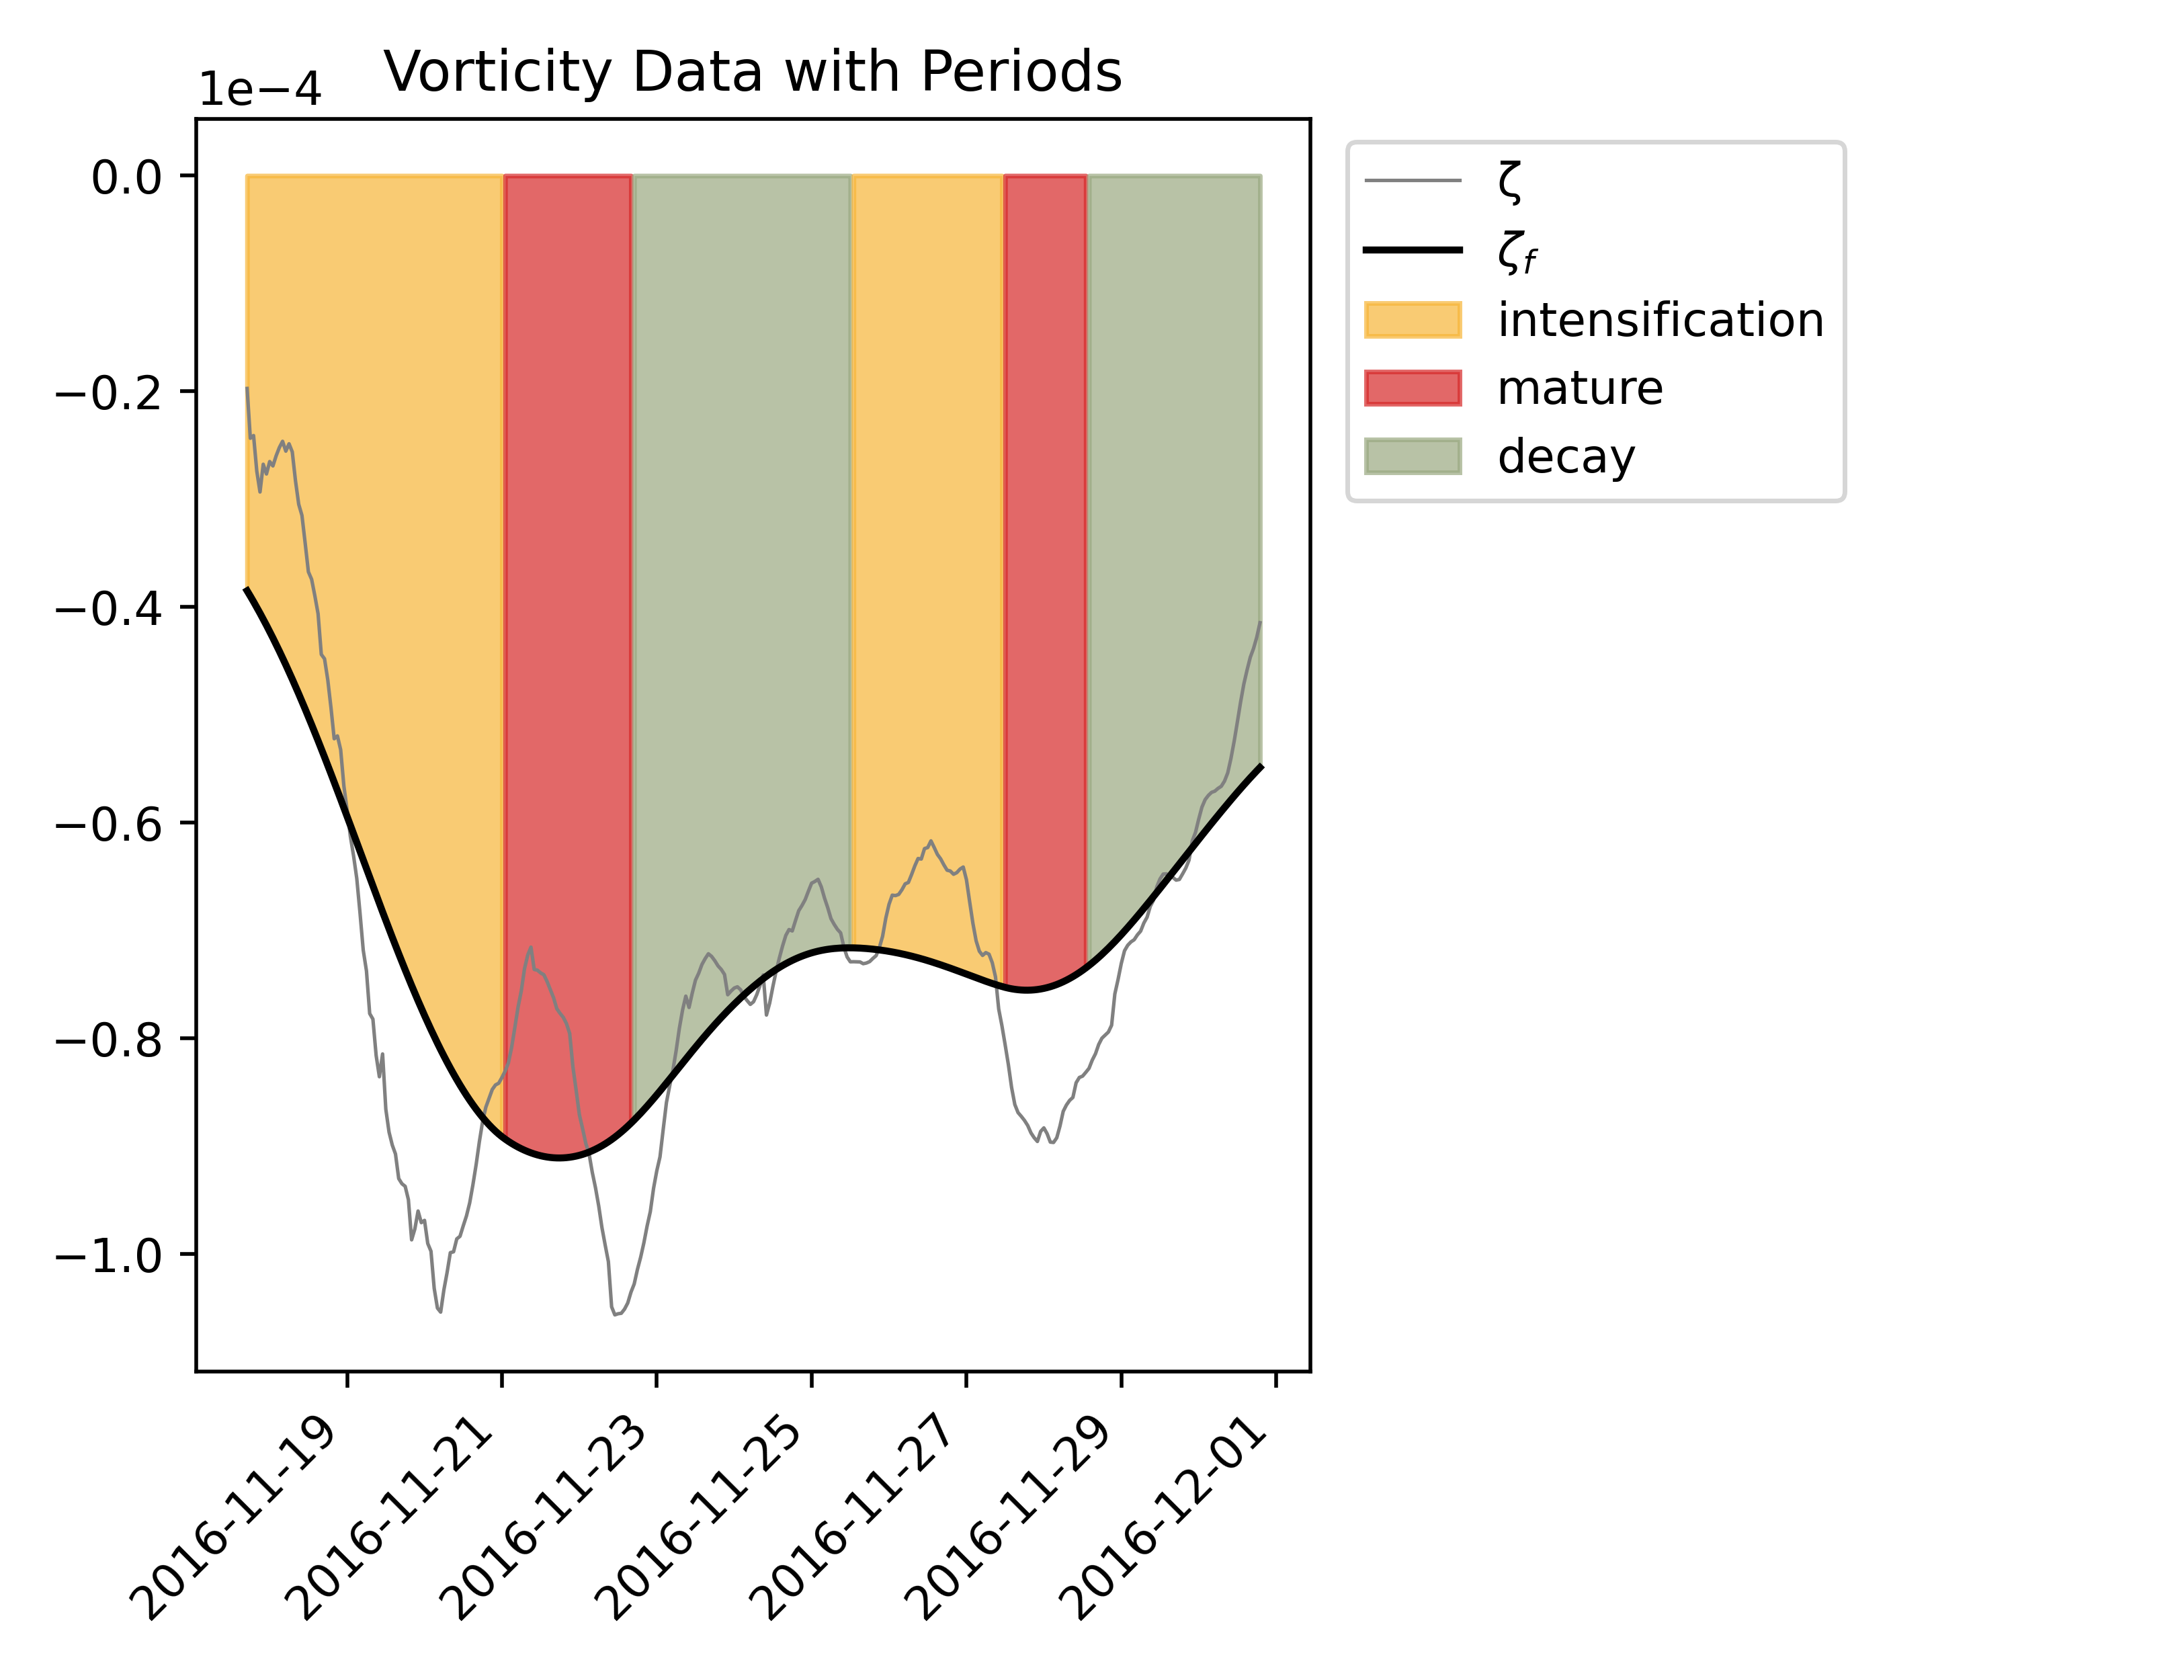 Vorticity Data with Periods
1e−4
0.0
−0.2
−0.4
−0.6
−0.8
−1.0
2016-11-19
2016-11-21
2016-11-23
2016-11-25
2016-11-27
2016-11-29
2016-12-01
ζ
ζf
intensification
mature
decay